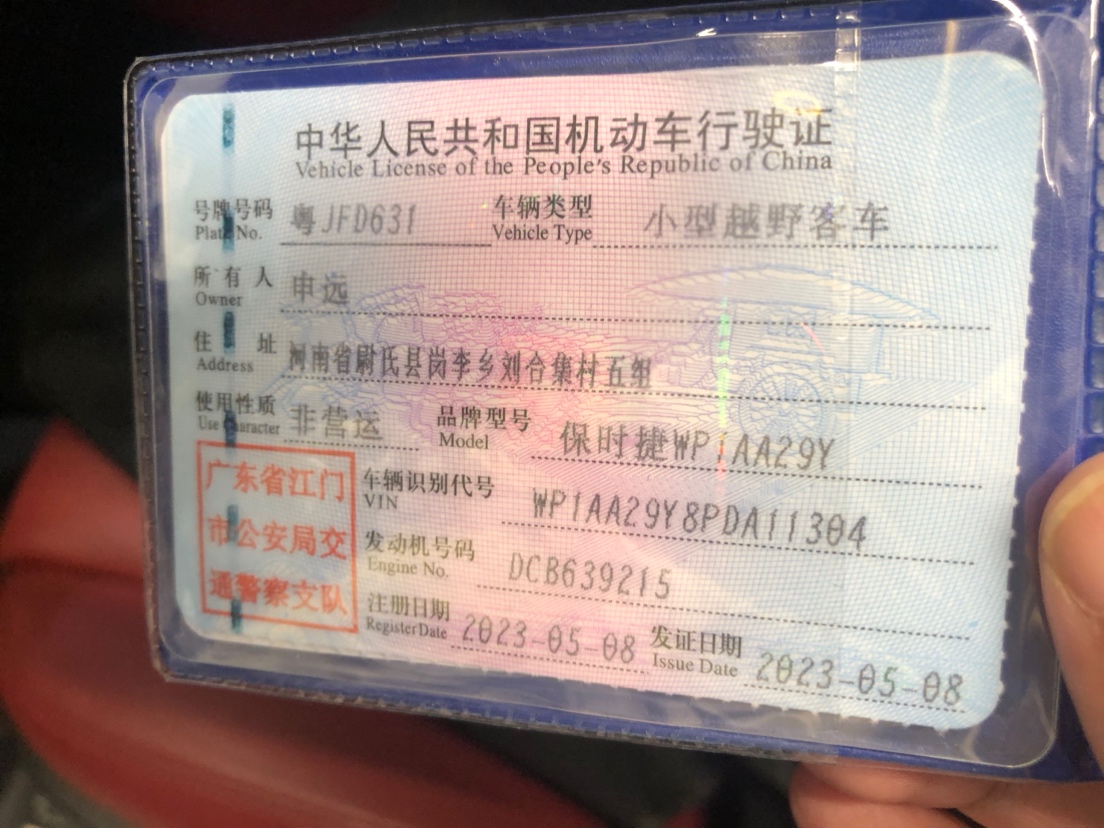 中华人民共和国机动车行驶证
Vehicle License of the People's Republic of China
号牌号码 粤JFD631 车辆类型 小型越野客车
Plate No. Vehicle Type
所有人 申远
Owner
住址 河南省尉氏县岗李乡刘合集村五组
Address
使用性质 非营运 品牌型号 保时捷WP1AA29Y
Use Character Model
广东省江门
市公安局交
通警察支队
车辆识别代号 WP1AA29Y8PDA11304
VIN
发动机号码 DCB639215
Engine No.
注册日期 2023-05-08 发证日期 2023-05-08
Register Date Issue Date